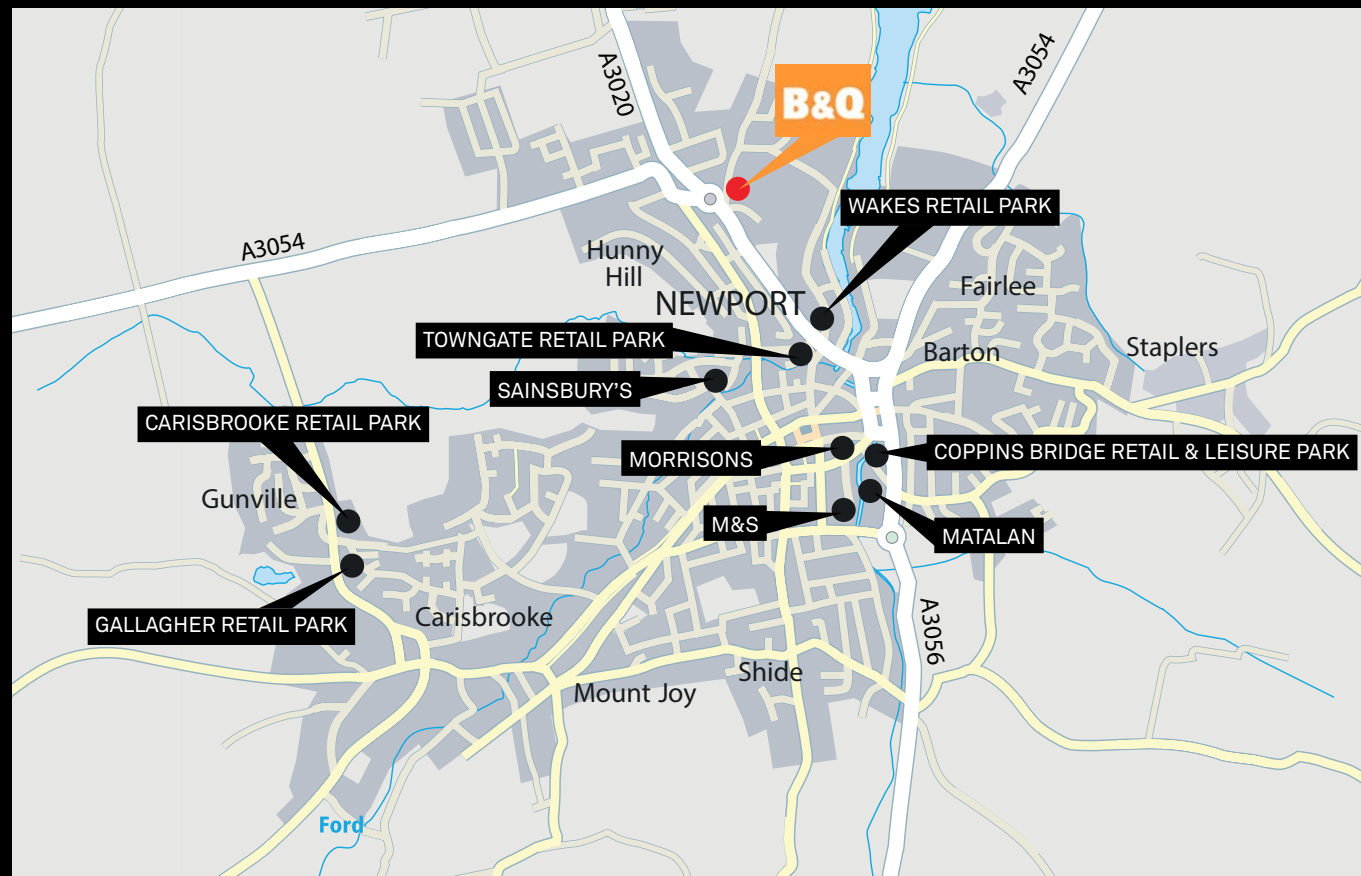 A3020
A3054
B&Q
WAKES RETAIL PARK
A3054
Hunny
Hill
Fairlee
NEWPORT
TOWNGATE RETAIL PARK
Barton
Staplers
SAINSBURY'S
CARISBROOKE RETAIL PARK
MORRISONS
COPPINS BRIDGE RETAIL & LEISURE PARK
Gunville
M&S
MATALAN
GALLAGHER RETAIL PARK
Carisbrooke
A3056
Shide
Mount Joy
Ford